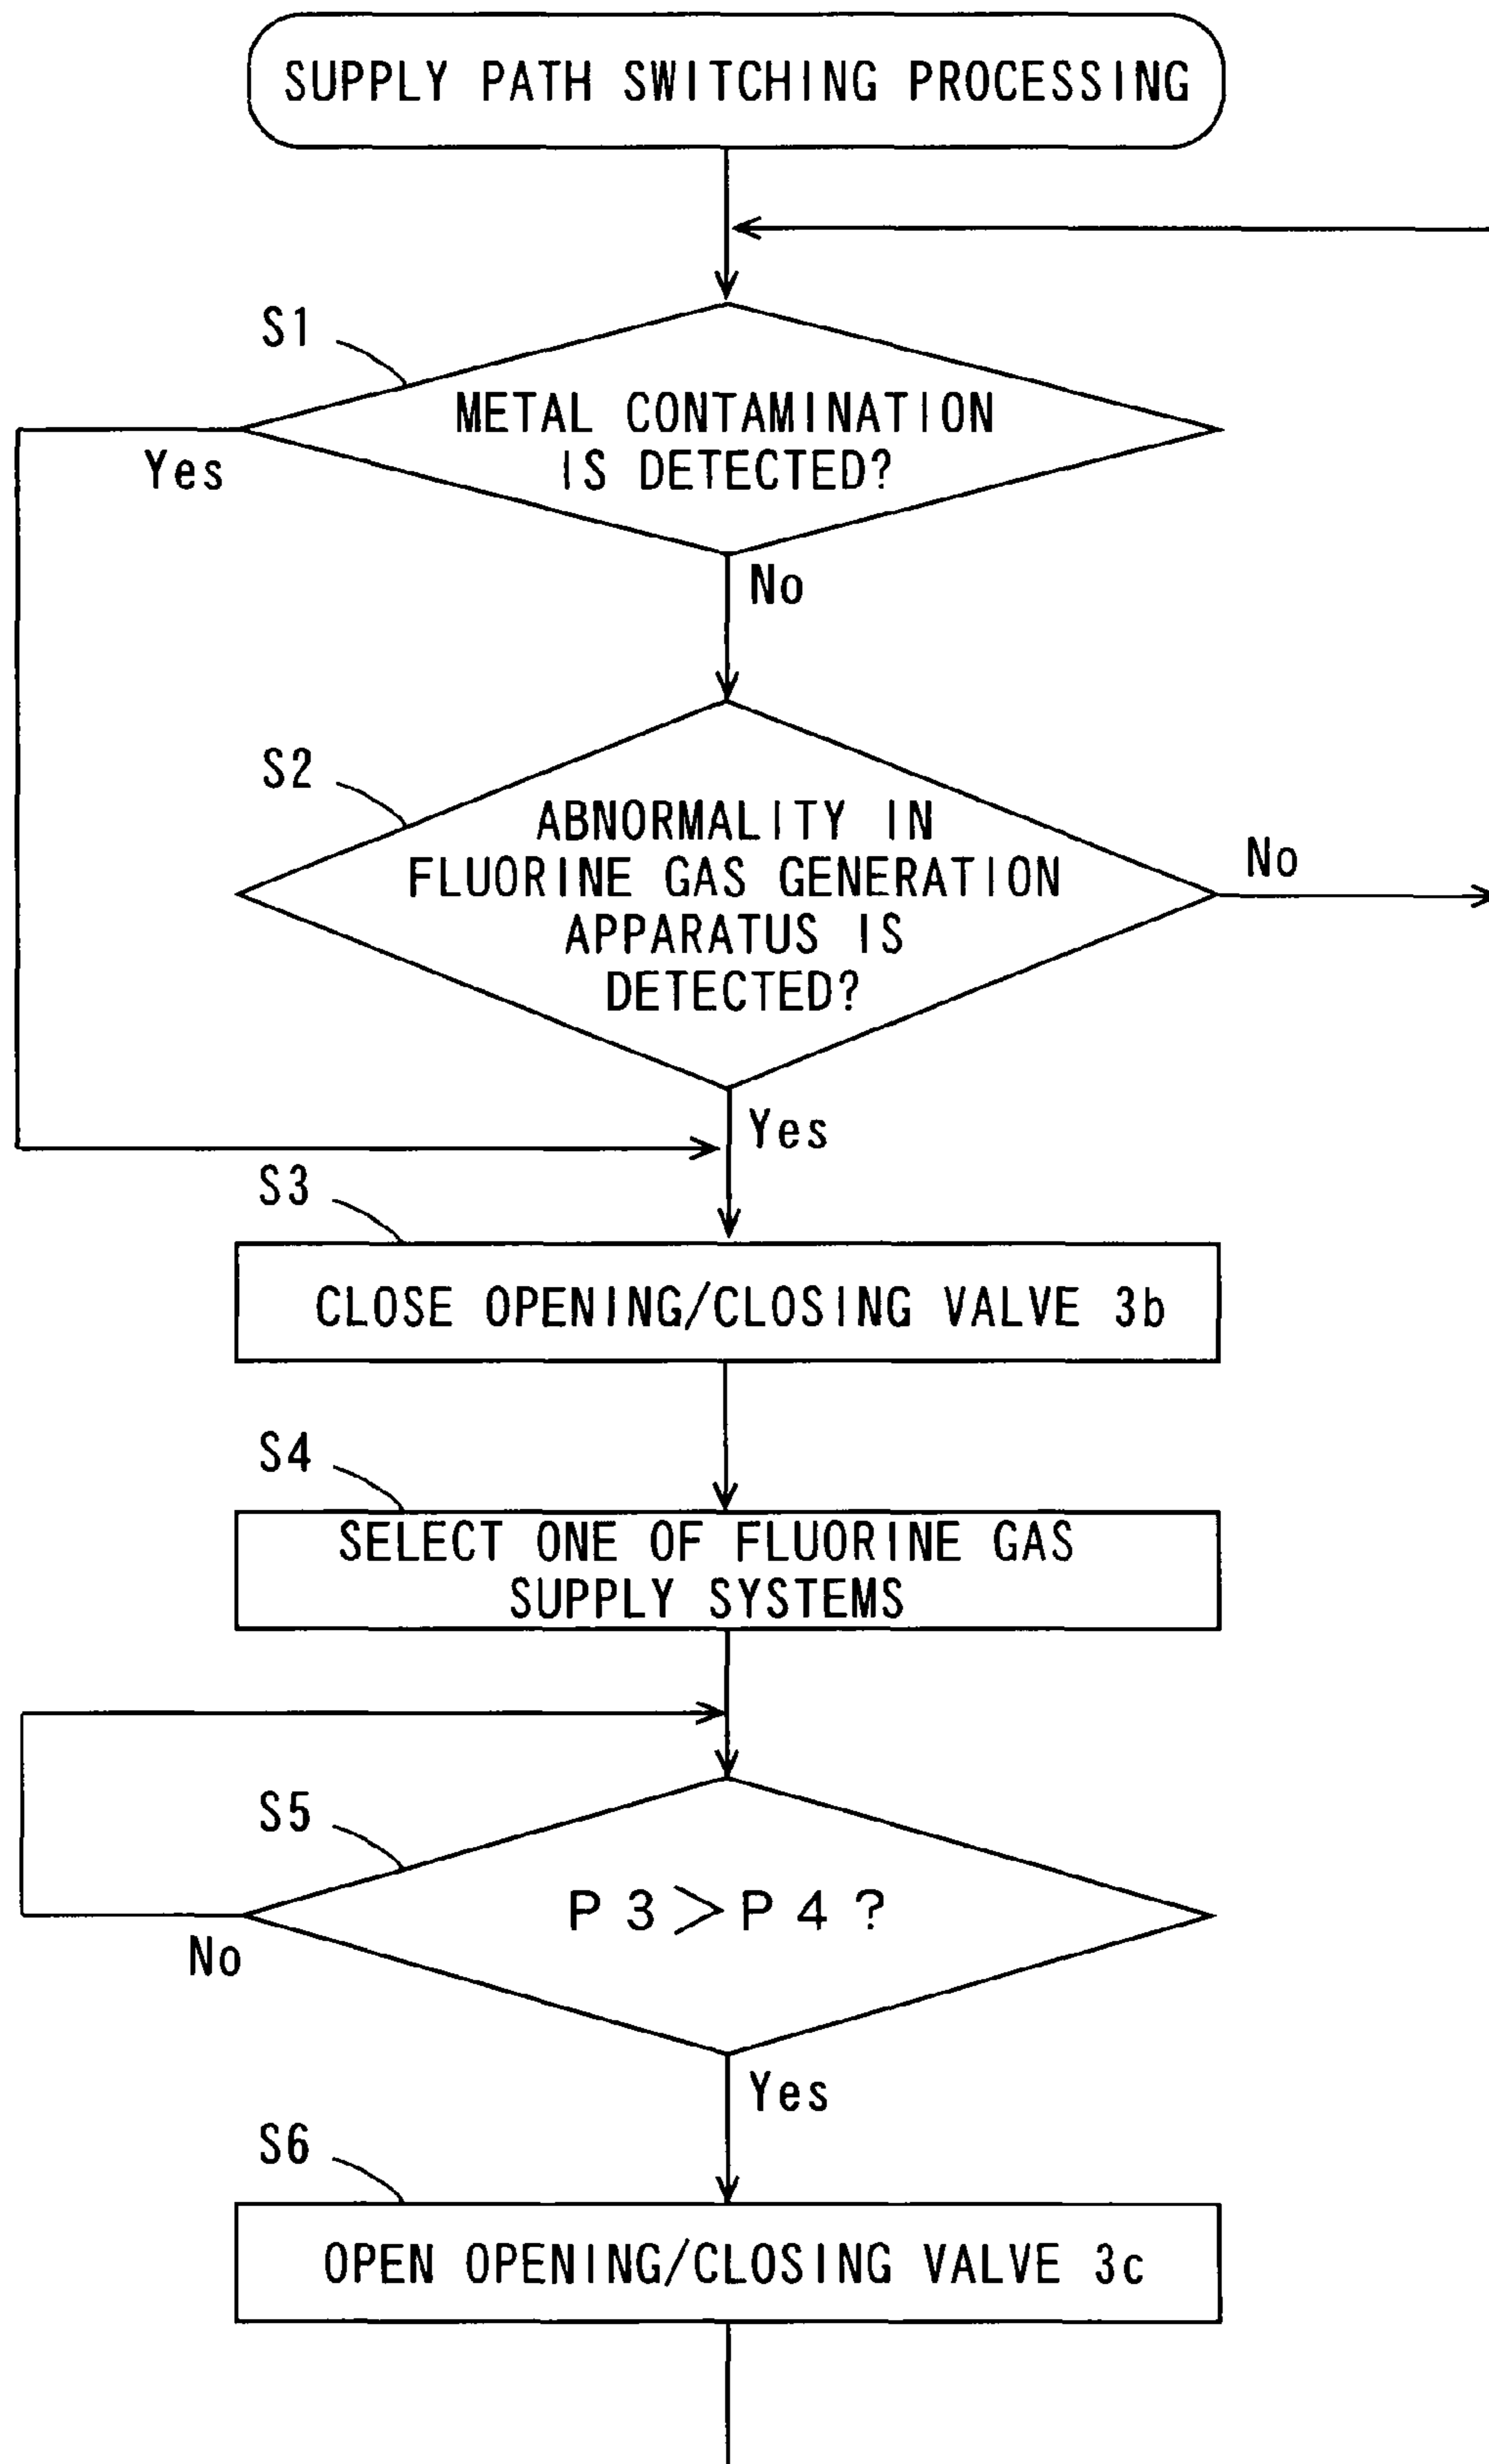 SUPPLY PATH SWITCHING PROCESSING
S1
METAL CONTAMINATION
IS DETECTED?
Yes
No
S2
ABNORMALITY IN
FLUORINE GAS GENERATION
APPARATUS IS
DETECTED?
No
Yes
S3
CLOSE OPENING/CLOSING VALVE 3b
S4
SELECT ONE OF FLUORINE GAS
SUPPLY SYSTEMS
S5
P3>P4?
No
Yes
S6
OPEN OPENING/CLOSING VALVE 3c